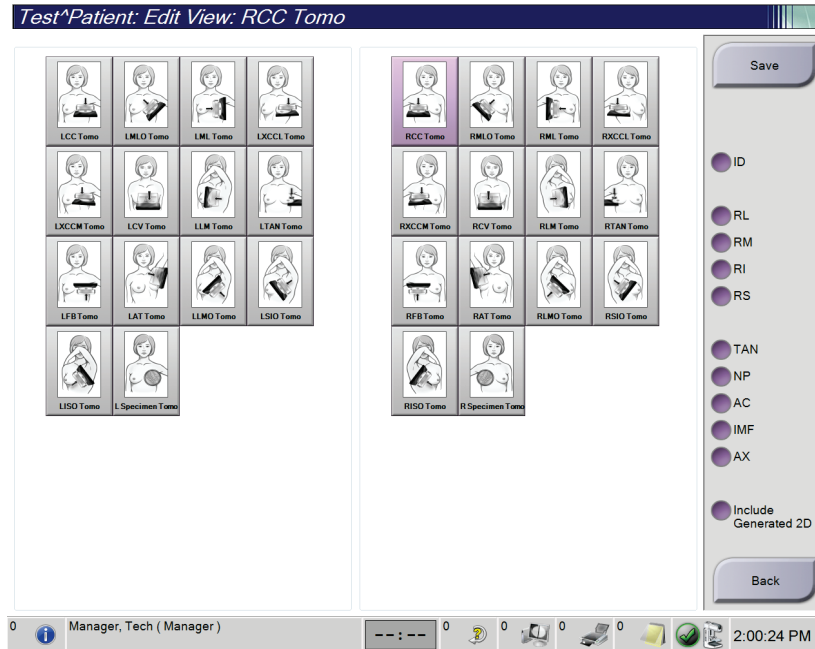 Test^Patient: Edit View: RCC Tomo
LCC Tomo LMLO Tomo LML Tomo LXCCL Tomo
LXCCM Tomo LCV Tomo LLM Tomo LTAN Tomo
LFB Tomo LAT Tomo LLMO Tomo LSIO Tomo
LISO Tomo L Specimen Tomo
RCC Tomo RMLO Tomo RML Tomo RXCCL Tomo
RXCCM Tomo RCV Tomo RLM Tomo RTAN Tomo
RFB Tomo RAT Tomo RLMO Tomo RSIO Tomo
RISO Tomo R Specimen Tomo
Save
ID
RL
RM
RI
RS
TAN
NP
AC
IMF
AX
Include
Generated 2D
Back
0 Manager, Tech ( Manager ) --:-- 0 0 0 0 2:00:24 PM